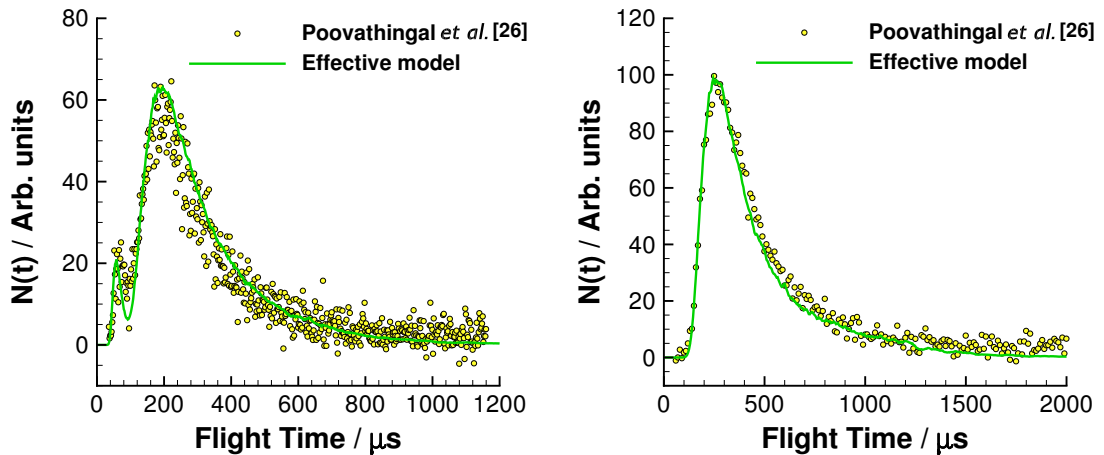 80
60
40
20
0
N(t) / Arb. units
0 200 400 600 800 1000 1200
Flight Time / μs
Poovathingal et al. [26]
Effective model
120
100
80
60
40
20
0
N(t) / Arb. units
0 500 1000 1500 2000
Flight Time / μs
Poovathingal et al. [26]
Effective model